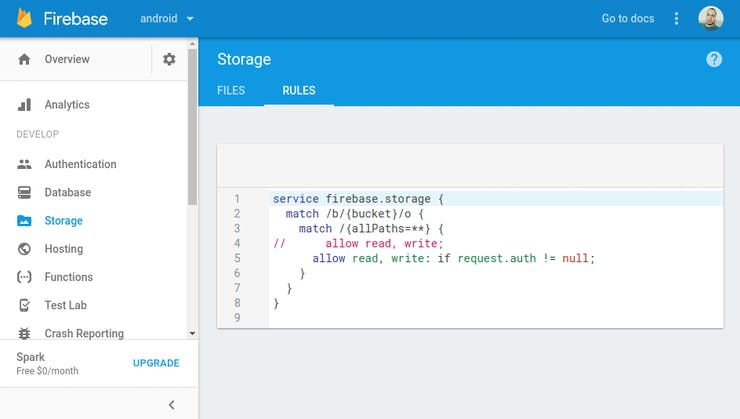 Firebase
android
Go to docs
Overview
Analytics
DEVELOP
Authentication
Database
Storage
Hosting
Functions
Test Lab
Crash Reporting
Spark
Free $0/month
UPGRADE
Storage
FILES
RULES
1 service firebase.storage {
2   match /b/{bucket}/o {
3     match /{allPaths=**} {
4 //      allow read, write;
5       allow read, write: if request.auth != null;
6     }
7   }
8 }
9